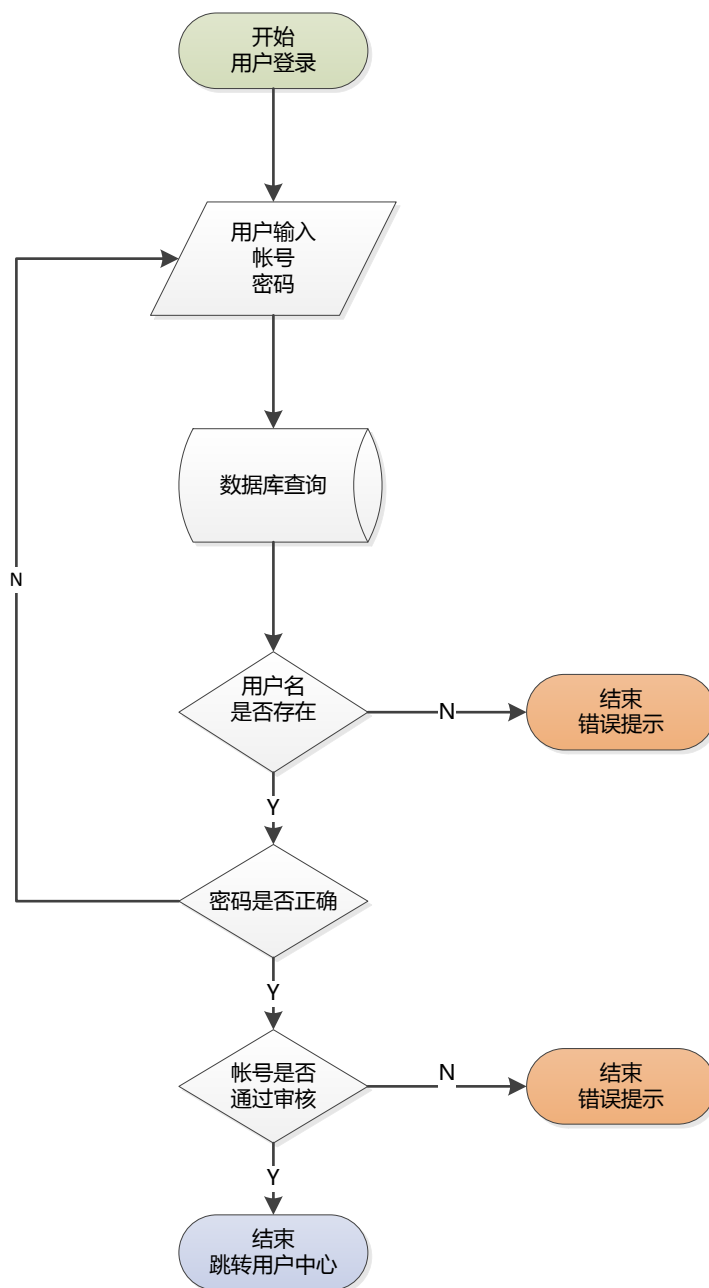 开始
用户登录
用户输入
帐号
密码
数据库查询
N
用户名
是否存在
N
结束
错误提示
Y
密码是否正确
Y
帐号是否
通过审核
N
结束
错误提示
Y
结束
跳转用户中心